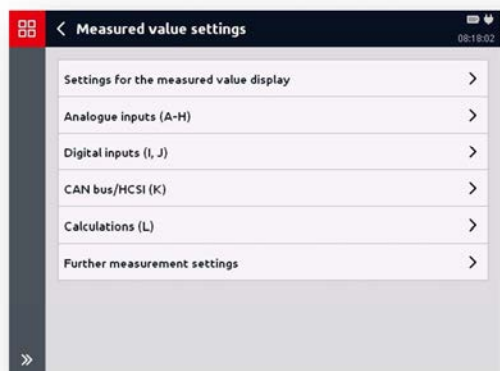 Measured value settings
08:18:02
Settings for the measured value display
Analogue inputs (A-H)
Digital inputs (I, J)
CAN bus/HCSI (K)
Calculations (L)
Further measurement settings